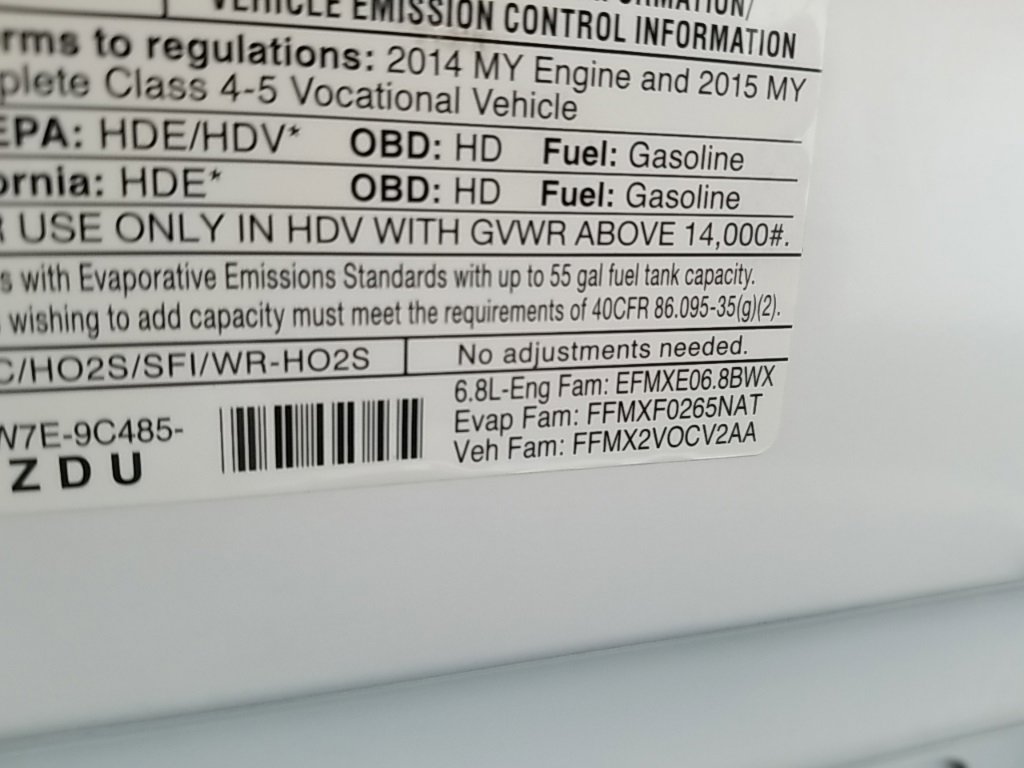 VEHICLE EMISSION CONTROL INFORMATION
rms to regulations: 2014 MY Engine and 2015 MY
plete Class 4-5 Vocational Vehicle
EPA: HDE/HDV* OBD: HD Fuel: Gasoline
ornia: HDE* OBD: HD Fuel: Gasoline
R USE ONLY IN HDV WITH GVWR ABOVE 14,000#.
s with Evaporative Emissions Standards with up to 55 gal fuel tank capacity.
wishing to add capacity must meet the requirements of 40CFR 86.095-35(g)(2).
C/HO2S/SFI/WR-HO2S No adjustments needed.
6.8L-Eng Fam: EFMXE06.8BWX
W7E-9C485- Evap Fam: FFMXF0265NAT
ZDU Veh Fam: FFMX2VOCV2AA